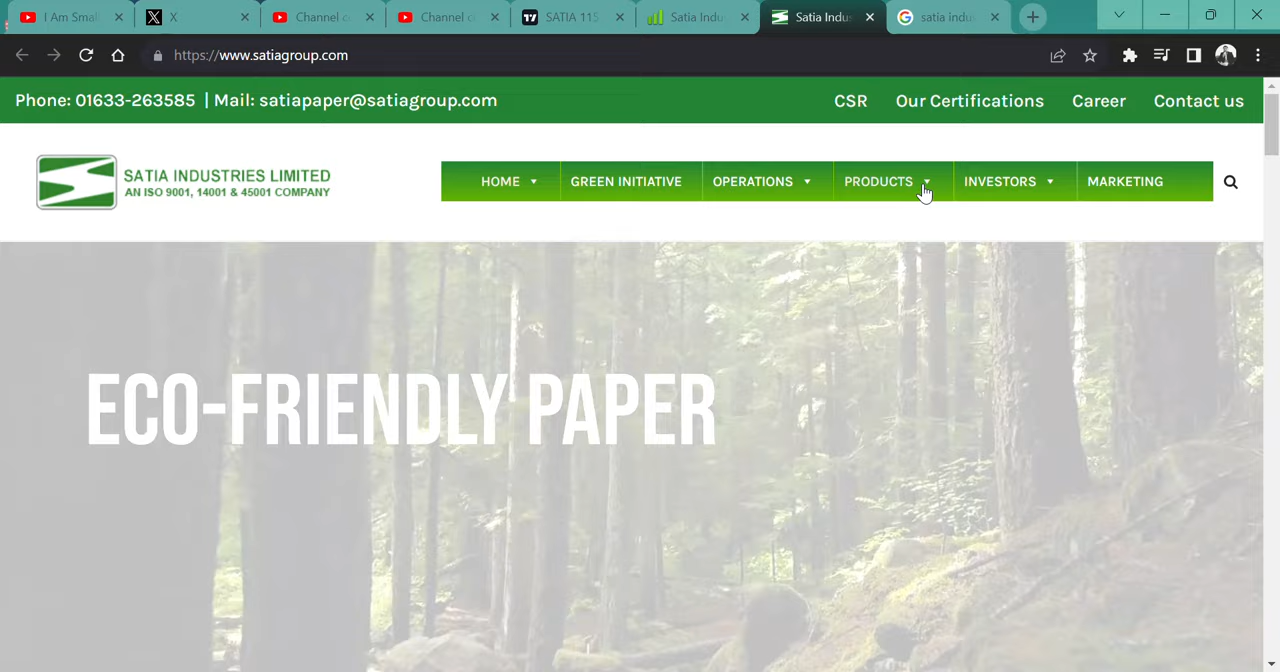 I Am Smal
X
Channel c
Channel c
SATIA 115
Satia Indu
Satia Indus
satia indu
https://www.satiagroup.com
Phone: 01633-263585 | Mail: satiapaper@satiagroup.com
CSR
Our Certifications
Career
Contact us
SATIA INDUSTRIES LIMITED
AN ISO 9001, 14001 & 45001 COMPANY
HOME
GREEN INITIATIVE
OPERATIONS
PRODUCTS
INVESTORS
MARKETING
ECO-FRIENDLY PAPER